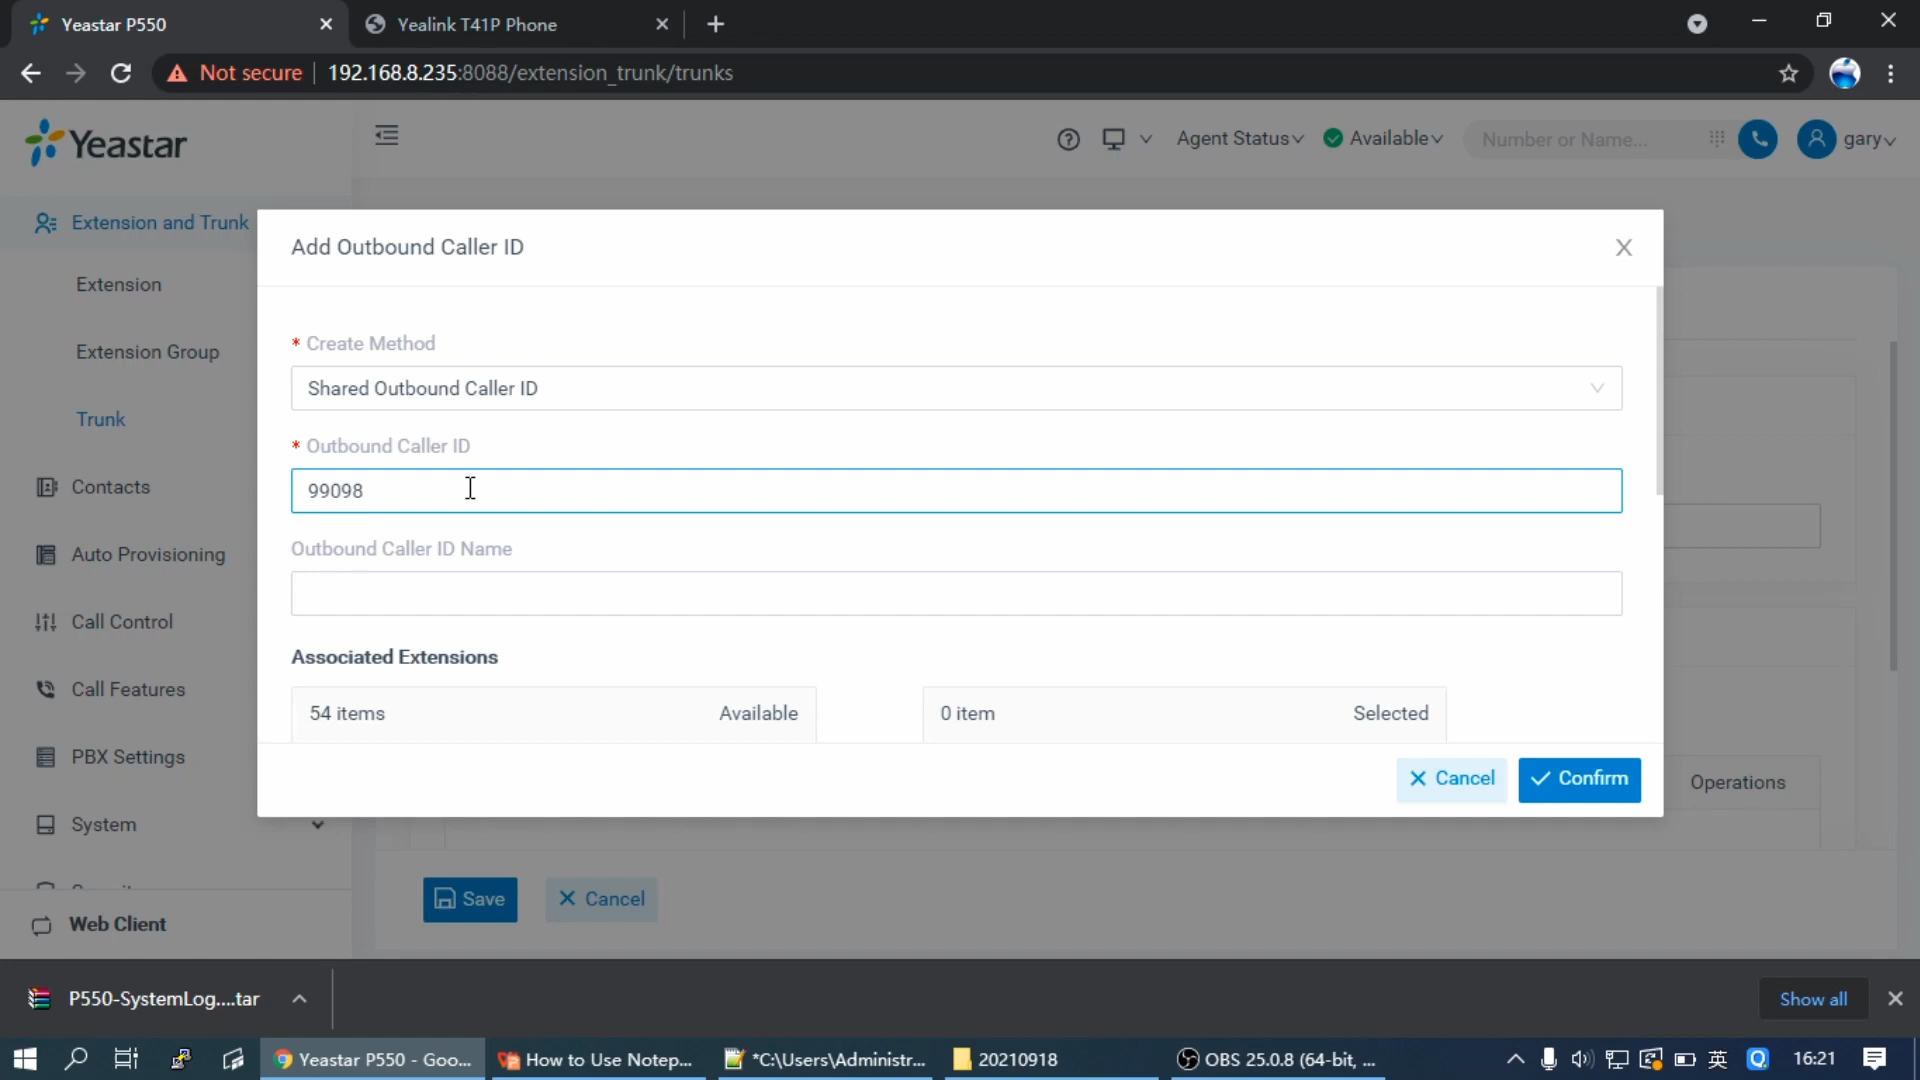 Yeastar P550
Yealink T41P Phone
Not secure
192.168.8.235:8088/extension_trunk/trunks
Yeastar
Agent Status
Available
Number or Name...
gary
Extension and Trunk
Extension
Extension Group
Trunk
Contacts
Auto Provisioning
Call Control
Call Features
PBX Settings
System
Web Client
Add Outbound Caller ID
* Create Method
Shared Outbound Caller ID
* Outbound Caller ID
99098
Outbound Caller ID Name
Associated Extensions
54 items Available
0 item Selected
Cancel
Confirm
Operations
Save
Cancel
P550-SystemLog....tar
Show all
Yeastar P550 - Goo...
How to Use Notep...
*C:\Users\Administr...
20210918
OBS 25.0.8 (64-bit, ...
英
16:21